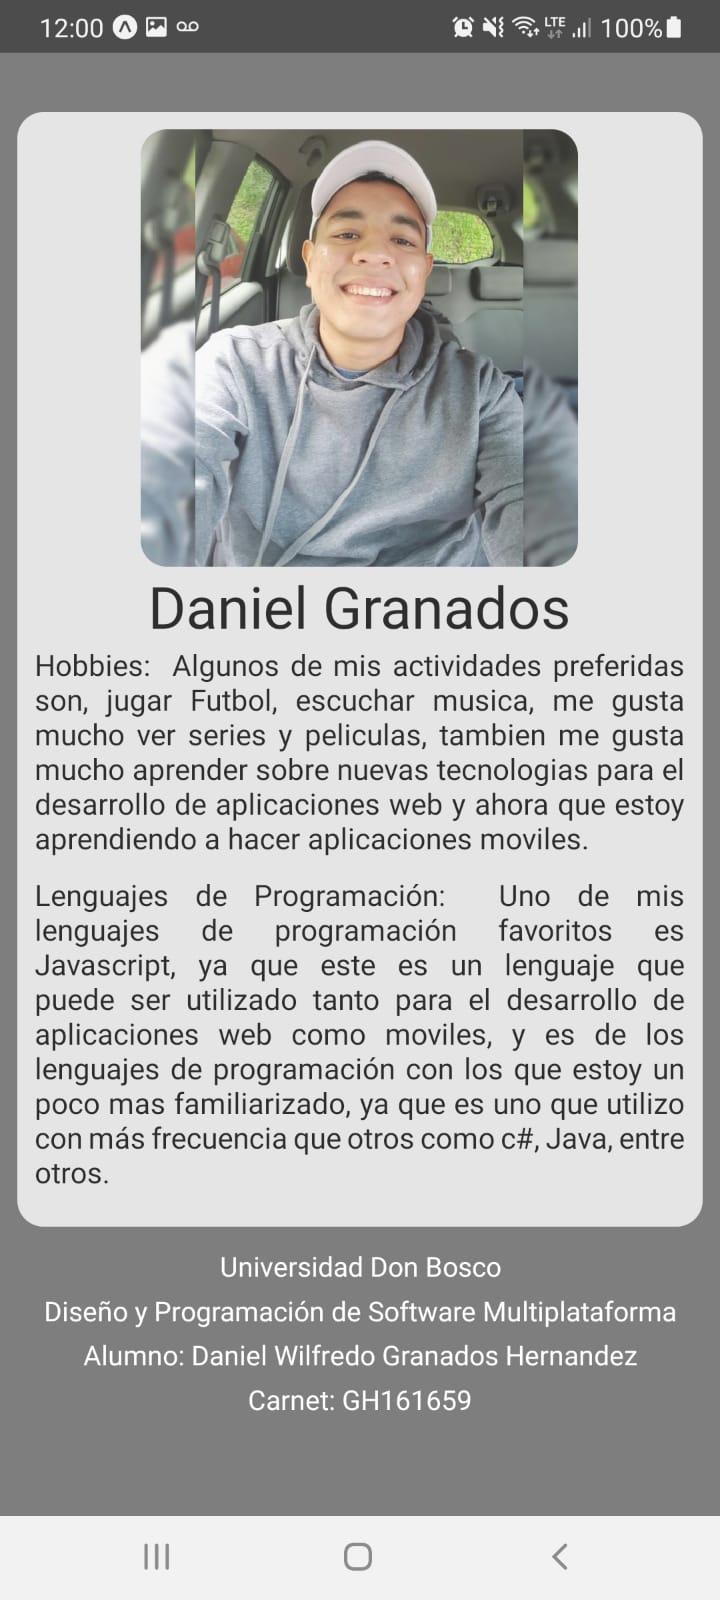 12:00
LTE
100%
Daniel Granados
Hobbies: Algunos de mis actividades preferidas
son, jugar Futbol, escuchar musica, me gusta
mucho ver series y peliculas, tambien me gusta
mucho aprender sobre nuevas tecnologias para el
desarrollo de aplicaciones web y ahora que estoy
aprendiendo a hacer aplicaciones moviles.
Lenguajes de Programación: Uno de mis
lenguajes de programación favoritos es
Javascript, ya que este es un lenguaje que
puede ser utilizado tanto para el desarrollo de
aplicaciones web como moviles, y es de los
lenguajes de programación con los que estoy un
poco mas familiarizado, ya que es uno que utilizo
con más frecuencia que otros como c#, Java, entre
otros.
Universidad Don Bosco
Diseño y Programación de Software Multiplataforma
Alumno: Daniel Wilfredo Granados Hernandez
Carnet: GH161659